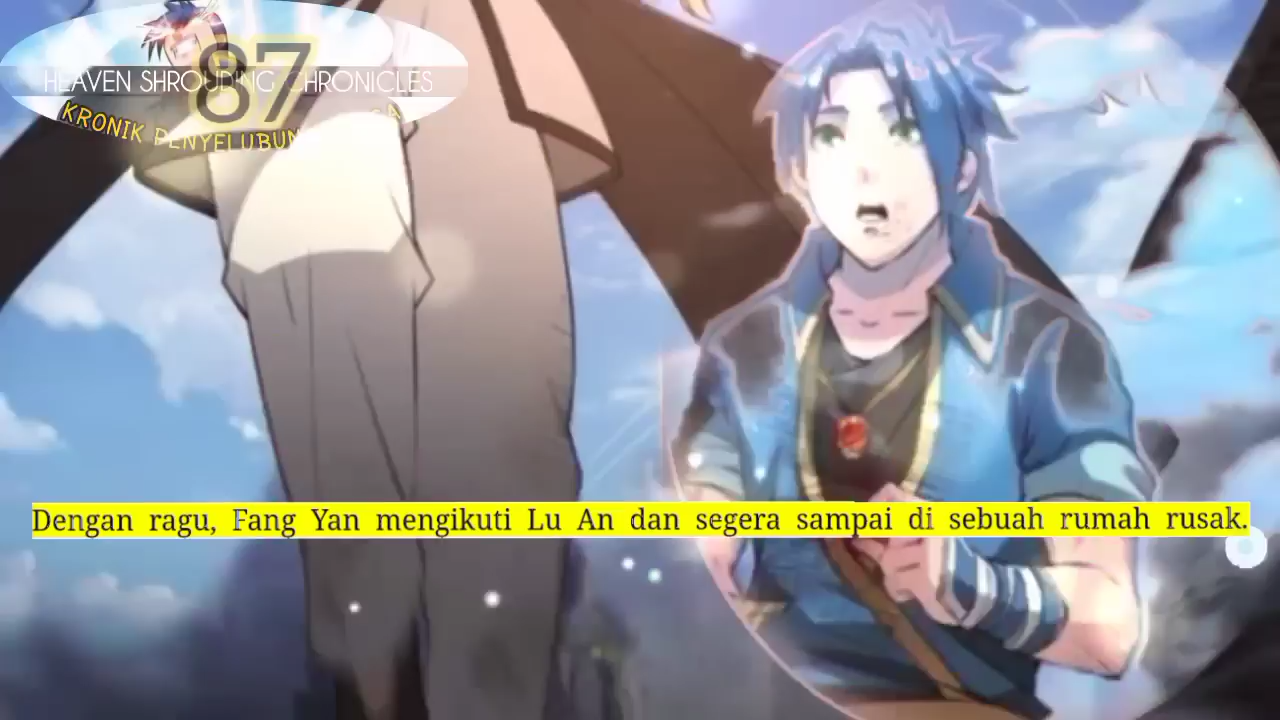 87
HEAVEN SHROUDING CHRONICLES
KRONIK
Dengan ragu, Fang Yan mengikuti Lu An dan segera sampai di sebuah rumah rusak.